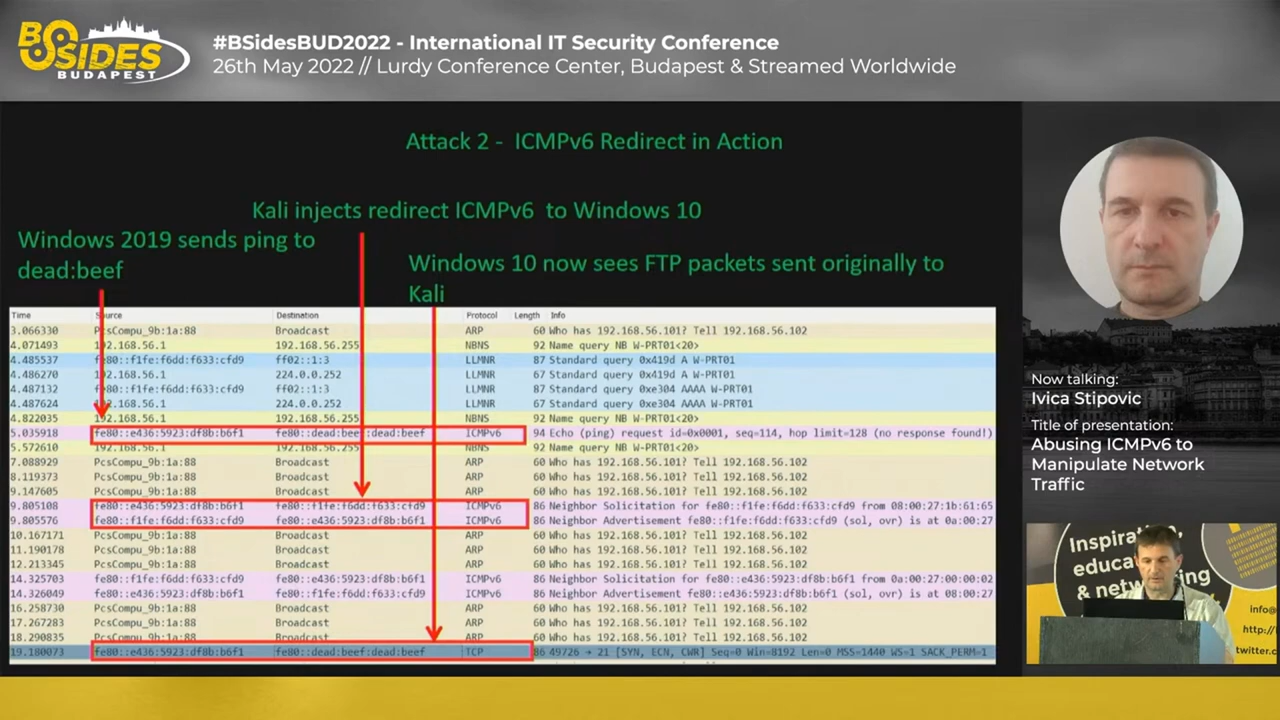 BSIDES
BUDAPEST
#BSidesBUD2022 - International IT Security Conference
26th May 2022 // Lurdy Conference Center, Budapest & Streamed Worldwide
Attack 2 - ICMPv6 Redirect in Action
Kali injects redirect ICMPv6 to Windows 10
Windows 2019 sends ping to
dead:beef
Windows 10 now sees FTP packets sent originally to
Kali
Time Source Destination Protocol Length Info
3.066330 PcsCompu_9b:1a:88 Broadcast ARP 60 Who has 192.168.56.101? Tell 192.168.56.102
4.071493 192.168.56.1 192.168.56.255 NBNS 92 Name query NB W-PRT01<20>
4.485537 fe80::f1fe:f6dd:f633:cfd9 ff02::1:3 LLMNR 87 Standard query 0x419d A W-PRT01
4.486270 192.168.56.1 224.0.0.252 LLMNR 67 Standard query 0x419d A W-PRT01
4.487132 fe80::f1fe:f6dd:f633:cfd9 ff02::1:3 LLMNR 87 Standard query 0xe304 AAAA W-PRT01
4.487624 192.168.56.1 224.0.0.252 LLMNR 67 Standard query 0xe304 AAAA W-PRT01
4.822035 192.168.56.1 192.168.56.255 NBNS 92 Name query NB W-PRT01<20>
5.035918 fe80::e436:5923:df8b:b6f1 fe80::dead:beef:dead:beef ICMPv6 94 Echo (ping) request id=0x0001, seq=114, hop limit=128 (no response found!)
5.572610 192.168.56.1 192.168.56.255 NBNS 92 Name query NB W-PRT01<20>
7.088929 PcsCompu_9b:1a:88 Broadcast ARP 60 Who has 192.168.56.101? Tell 192.168.56.102
8.119373 PcsCompu_9b:1a:88 Broadcast ARP 60 Who has 192.168.56.101? Tell 192.168.56.102
9.147605 PcsCompu_9b:1a:88 Broadcast ARP 60 Who has 192.168.56.101? Tell 192.168.56.102
9.805108 fe80::e436:5923:df8b:b6f1 fe80::f1fe:f6dd:f633:cfd9 ICMPv6 86 Neighbor Solicitation for fe80::f1fe:f6dd:f633:cfd9 from 08:00:27:1b:61:65
9.805576 fe80::f1fe:f6dd:f633:cfd9 fe80::e436:5923:df8b:b6f1 ICMPv6 86 Neighbor Advertisement fe80::f1fe:f6dd:f633:cfd9 (sol, ovr) is at 0a:00:27
10.167171 PcsCompu_9b:1a:88 Broadcast ARP 60 Who has 192.168.56.101? Tell 192.168.56.102
11.190178 PcsCompu_9b:1a:88 Broadcast ARP 60 Who has 192.168.56.101? Tell 192.168.56.102
12.213345 PcsCompu_9b:1a:88 Broadcast ARP 60 Who has 192.168.56.101? Tell 192.168.56.102
14.325703 fe80::f1fe:f6dd:f633:cfd9 fe80::e436:5923:df8b:b6f1 ICMPv6 86 Neighbor Solicitation for fe80::e436:5923:df8b:b6f1 from 0a:00:27:00:00:02
14.326049 fe80::e436:5923:df8b:b6f1 fe80::f1fe:f6dd:f633:cfd9 ICMPv6 86 Neighbor Advertisement fe80::e436:5923:df8b:b6f1 (sol, ovr) is at 08:00:27
16.258730 PcsCompu_9b:1a:88 Broadcast ARP 60 Who has 192.168.56.101? Tell 192.168.56.102
17.267283 PcsCompu_9b:1a:88 Broadcast ARP 60 Who has 192.168.56.101? Tell 192.168.56.102
18.290835 PcsCompu_9b:1a:88 Broadcast ARP 60 Who has 192.168.56.101? Tell 192.168.56.102
19.180073 fe80::e436:5923:df8b:b6f1 fe80::dead:beef:dead:beef TCP 86 49726 → 21 [SYN, ECN, CWR] Seq=0 Win=8192 Len=0 MSS=1440 WS=1 SACK_PERM=1
Now talking:
Ivica Stipovic
Title of presentation:
Abusing ICMPv6 to
Manipulate Network
Traffic
& networking
info@
http://
twitter.c